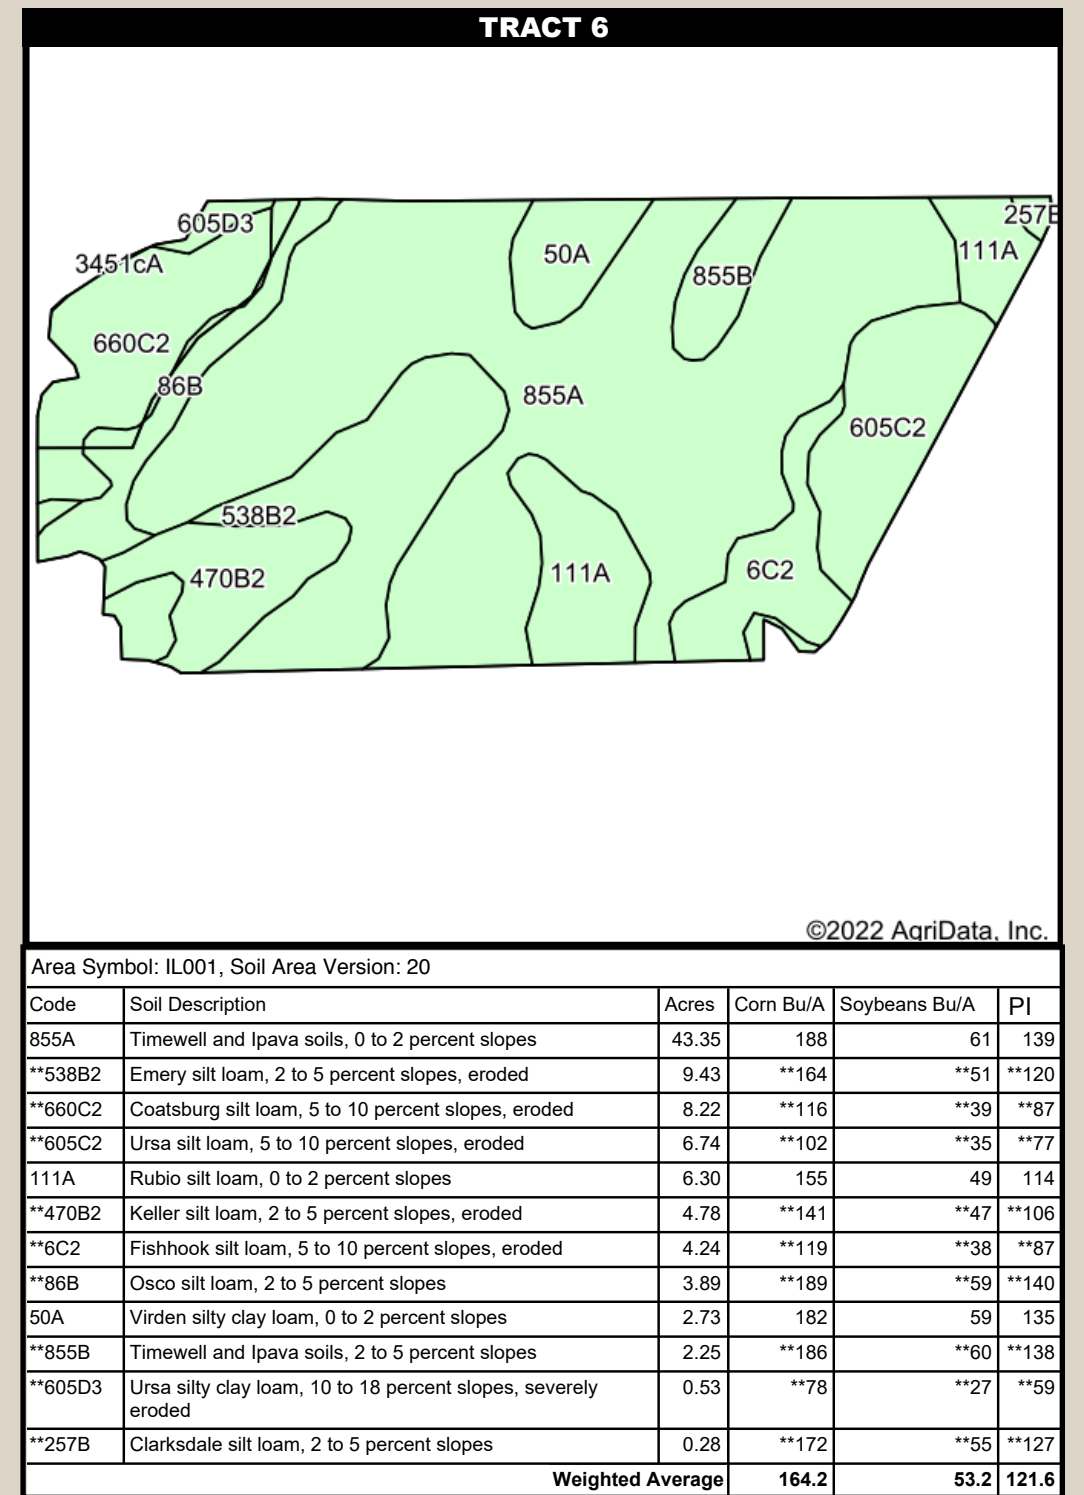 TRACT 6
605D3
257B
50A
111A
3451cA
855B
660C2
86B
855A
605C2
538B2
470B2
111A
6C2
©2022 AgriData, Inc.
Area Symbol: IL001, Soil Area Version: 20
Code Soil Description Acres Corn Bu/A Soybeans Bu/A PI
855A Timewell and Ipava soils, 0 to 2 percent slopes 43.35 188 61 139
**538B2 Emery silt loam, 2 to 5 percent slopes, eroded 9.43 **164 **51 **120
**660C2 Coatsburg silt loam, 5 to 10 percent slopes, eroded 8.22 **116 **39 **87
**605C2 Ursa silt loam, 5 to 10 percent slopes, eroded 6.74 **102 **35 **77
111A Rubio silt loam, 0 to 2 percent slopes 6.30 155 49 114
**470B2 Keller silt loam, 2 to 5 percent slopes, eroded 4.78 **141 **47 **106
**6C2 Fishhook silt loam, 5 to 10 percent slopes, eroded 4.24 **119 **38 **87
**86B Osco silt loam, 2 to 5 percent slopes 3.89 **189 **59 **140
50A Virden silty clay loam, 0 to 2 percent slopes 2.73 182 59 135
**855B Timewell and Ipava soils, 2 to 5 percent slopes 2.25 **186 **60 **138
**605D3 Ursa silty clay loam, 10 to 18 percent slopes, severely 0.53 **78 **27 **59
eroded
**257B Clarksdale silt loam, 2 to 5 percent slopes 0.28 **172 **55 **127
Weighted Average 164.2 53.2 121.6